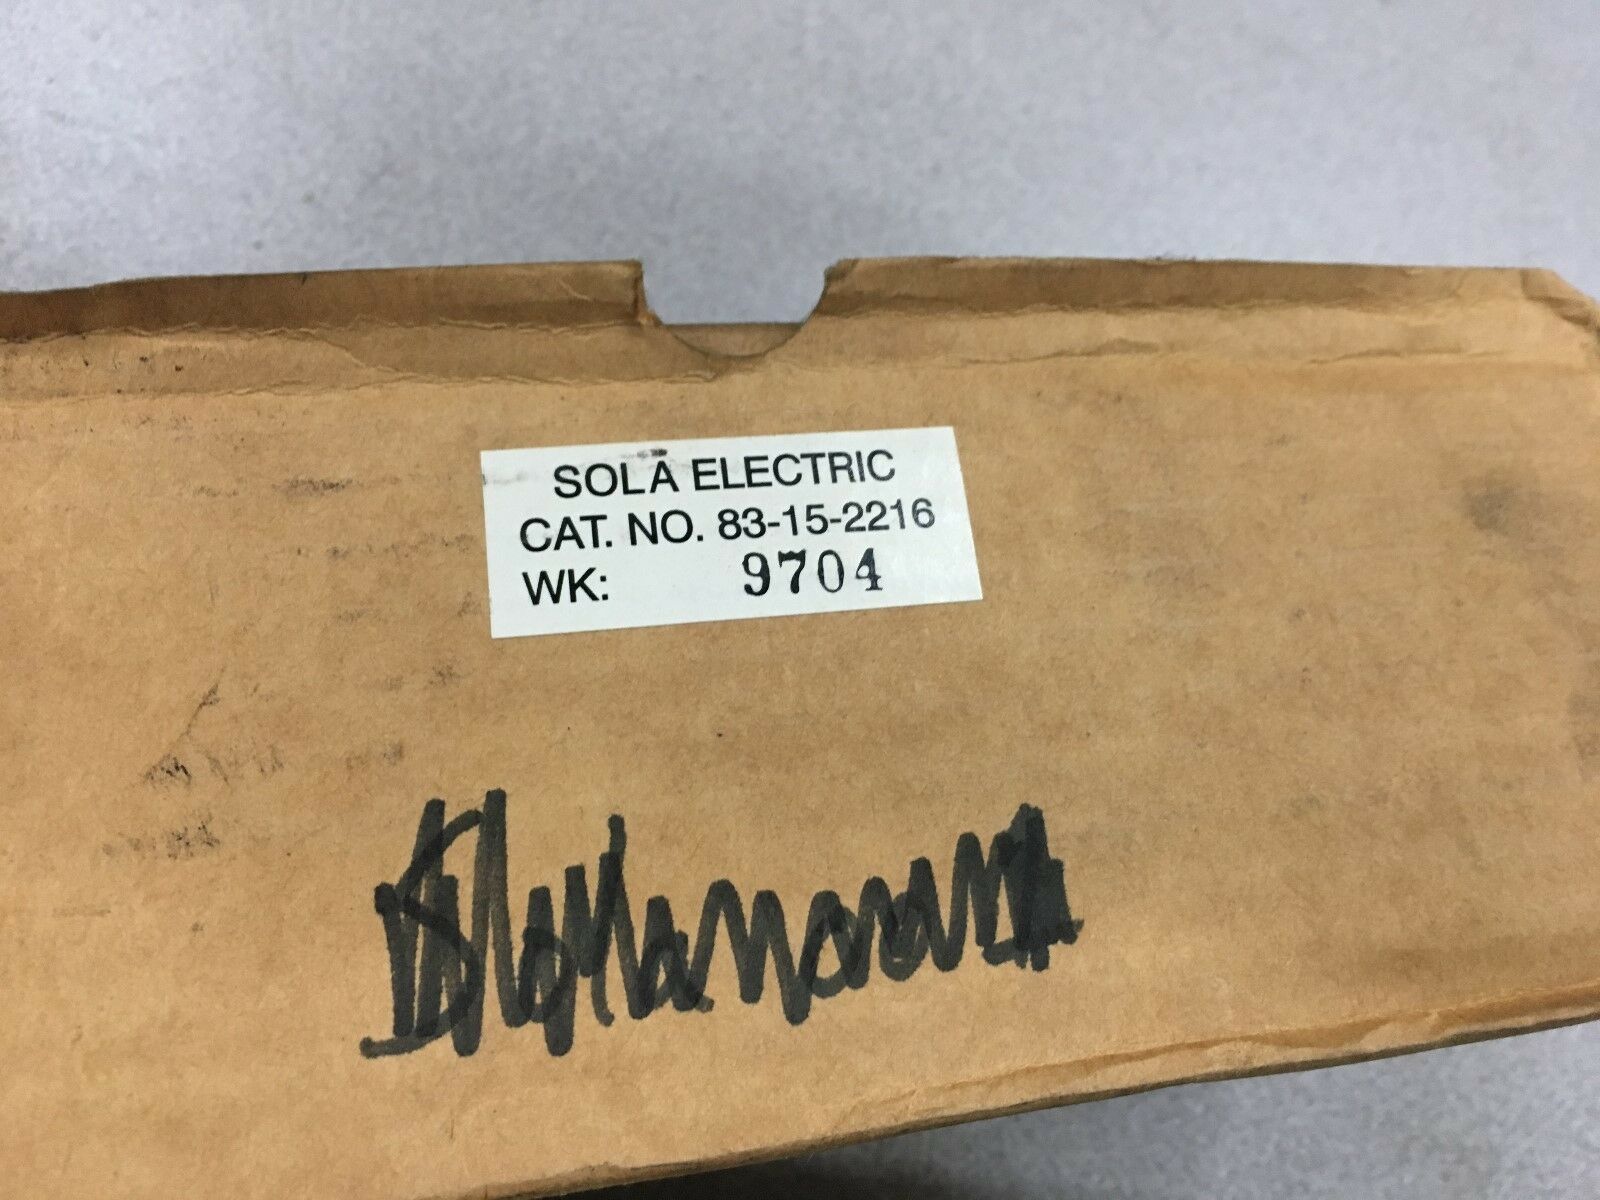 SOLA ELECTRIC
CAT. NO. 83-15-2216
WK: 9704